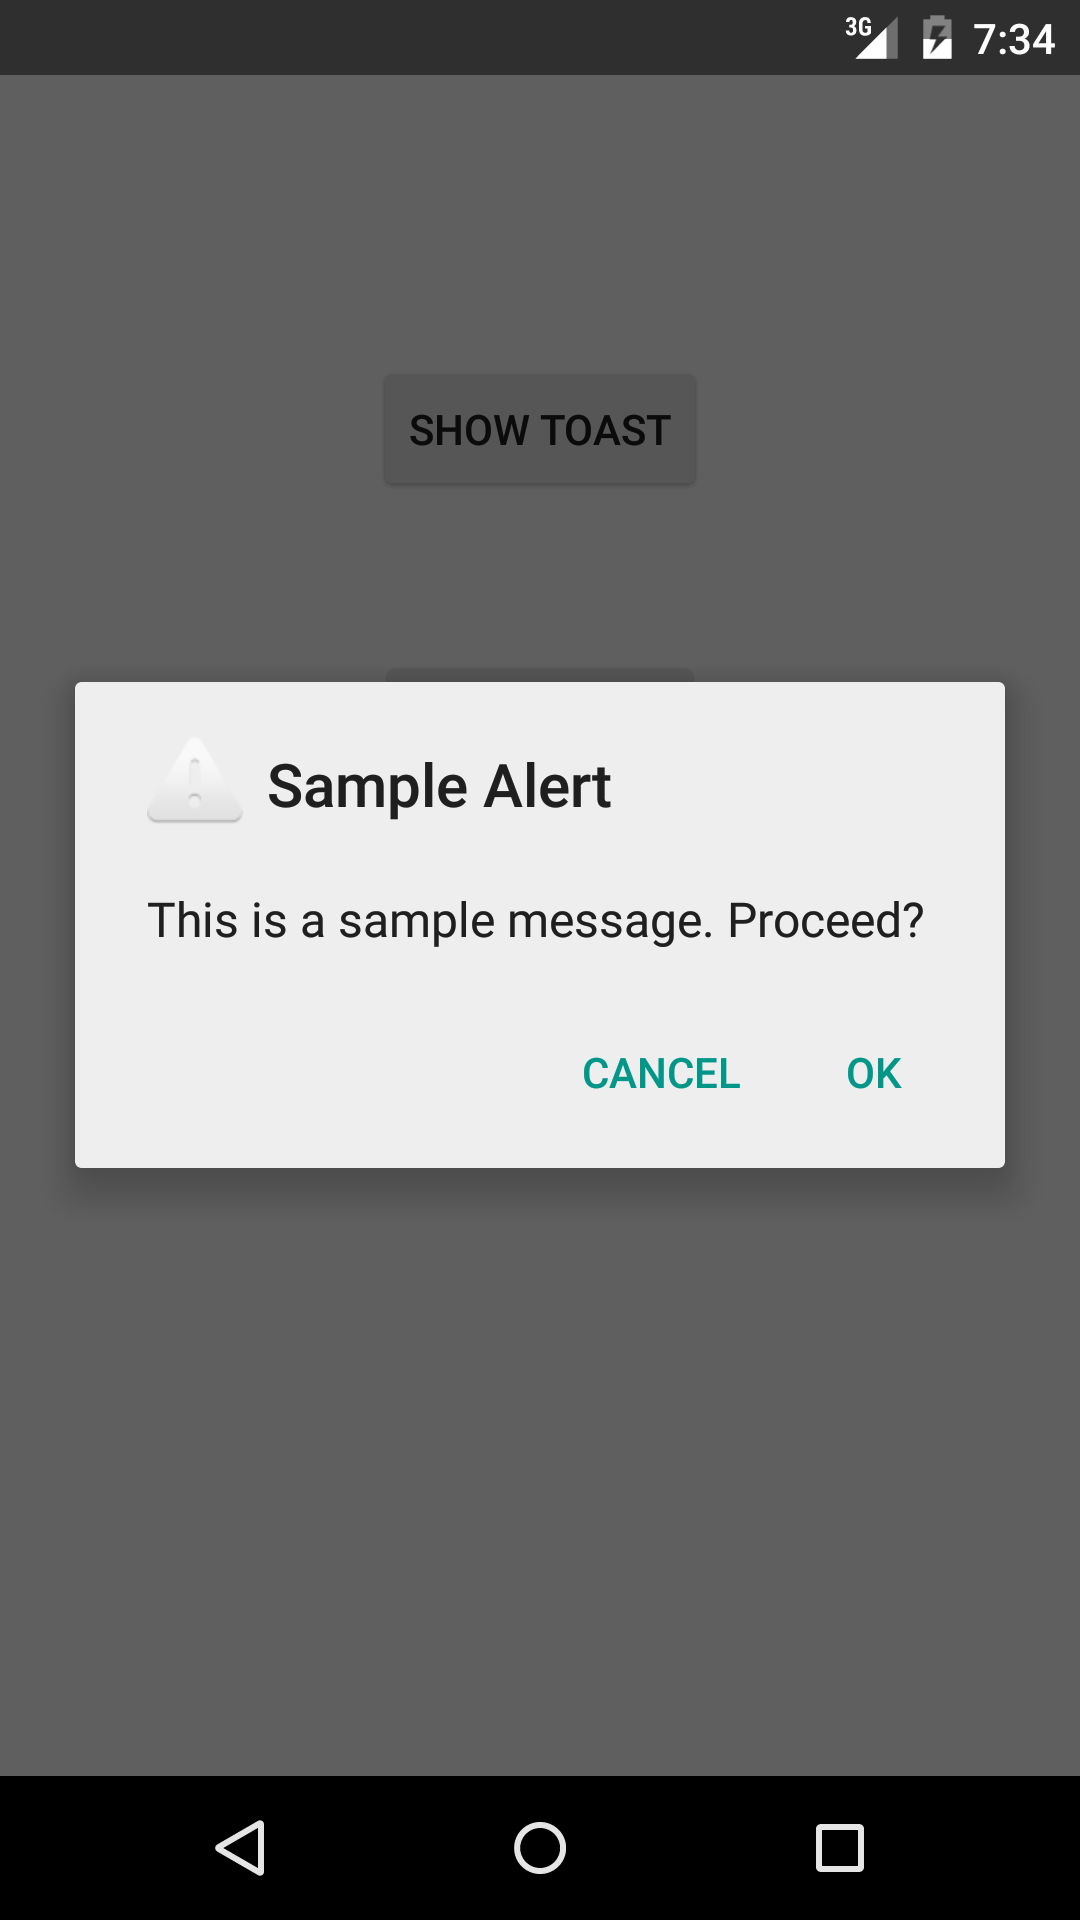 3G 7:34
SHOW TOAST
Sample Alert
This is a sample message. Proceed?
CANCEL OK